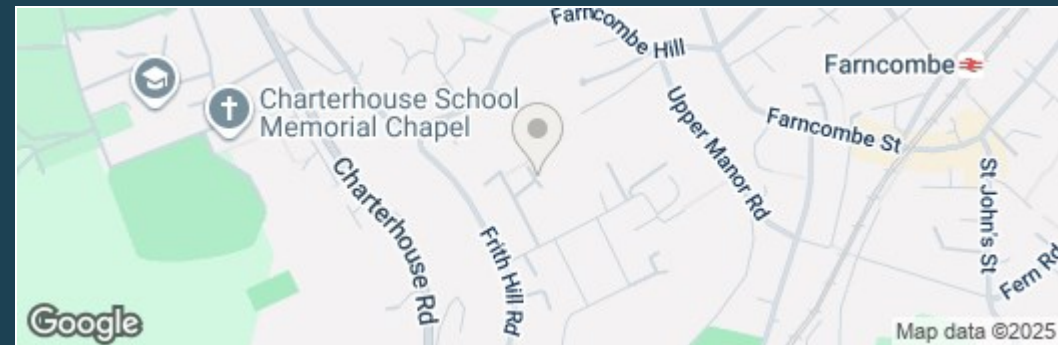 Farncombe Hill
Farncombe
Charterhouse School
Memorial Chapel
Upper Manor Rd
Farncombe St
Charterhouse Rd
Frith Hill Rd
St John's St
Fern Rd
Google
Map data ©2025